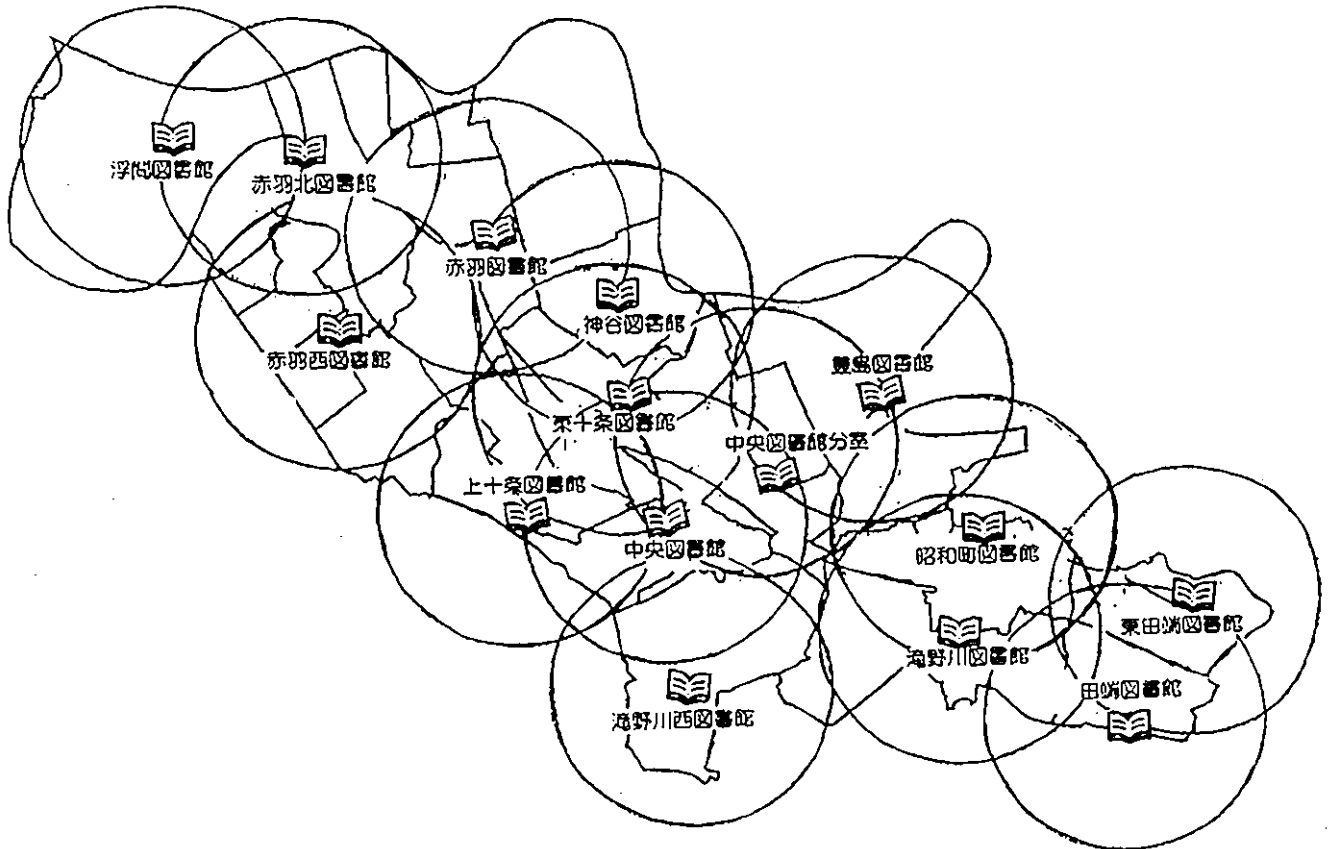 浮間図書館
赤羽北図書館
赤羽図書館
神谷図書館
赤羽西図書館
豊島図書館
東十条図書館
中央図書館分室
上十条図書館
中央図書館
昭和町図書館
東田端図書館
滝野川図書館
田端図書館
滝野川西図書館